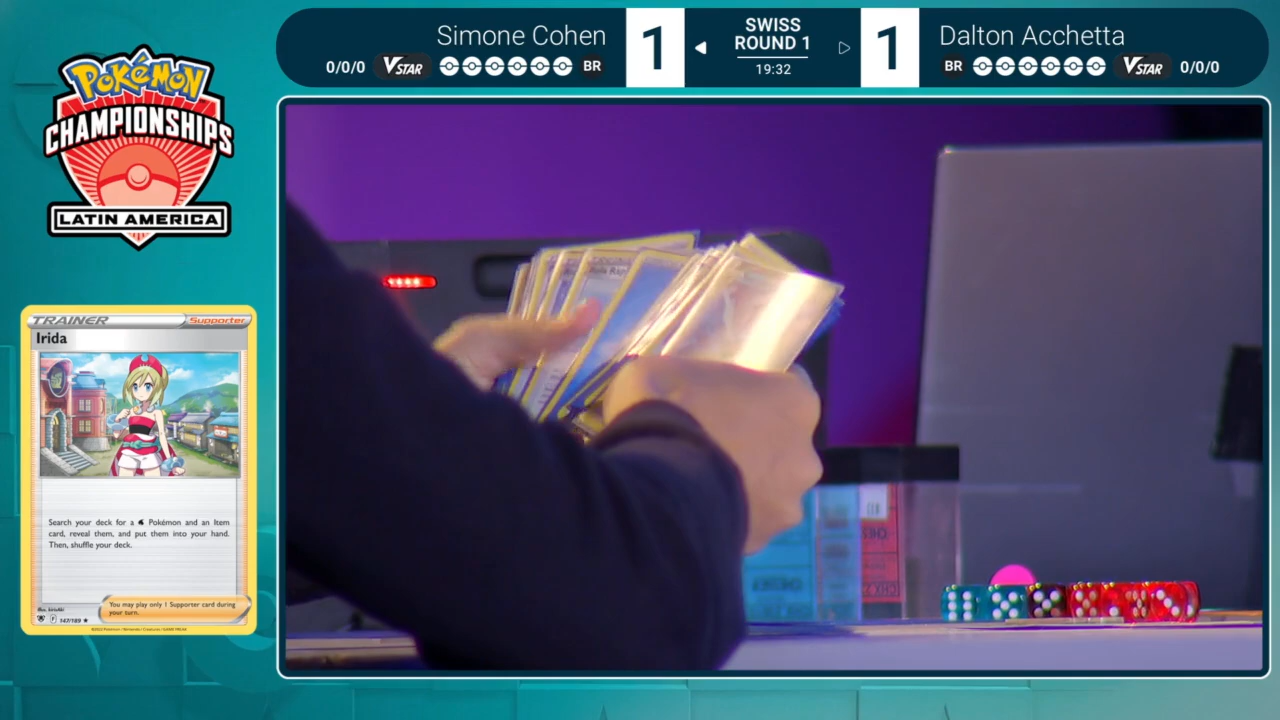 Simone Cohen
0/0/0 VSTAR BR
1
SWISS
ROUND 1
19:32
1
Dalton Acchetta
BR VSTAR 0/0/0
POKÉMON
CHAMPIONSHIPS
LATIN AMERICA
TRAINER Supporter
Irida
Search your deck for a Pokémon and an Item
card, reveal them, and put them into your hand.
Then, shuffle your deck.
You may play only 1 Supporter card during
your turn.
F 147/189